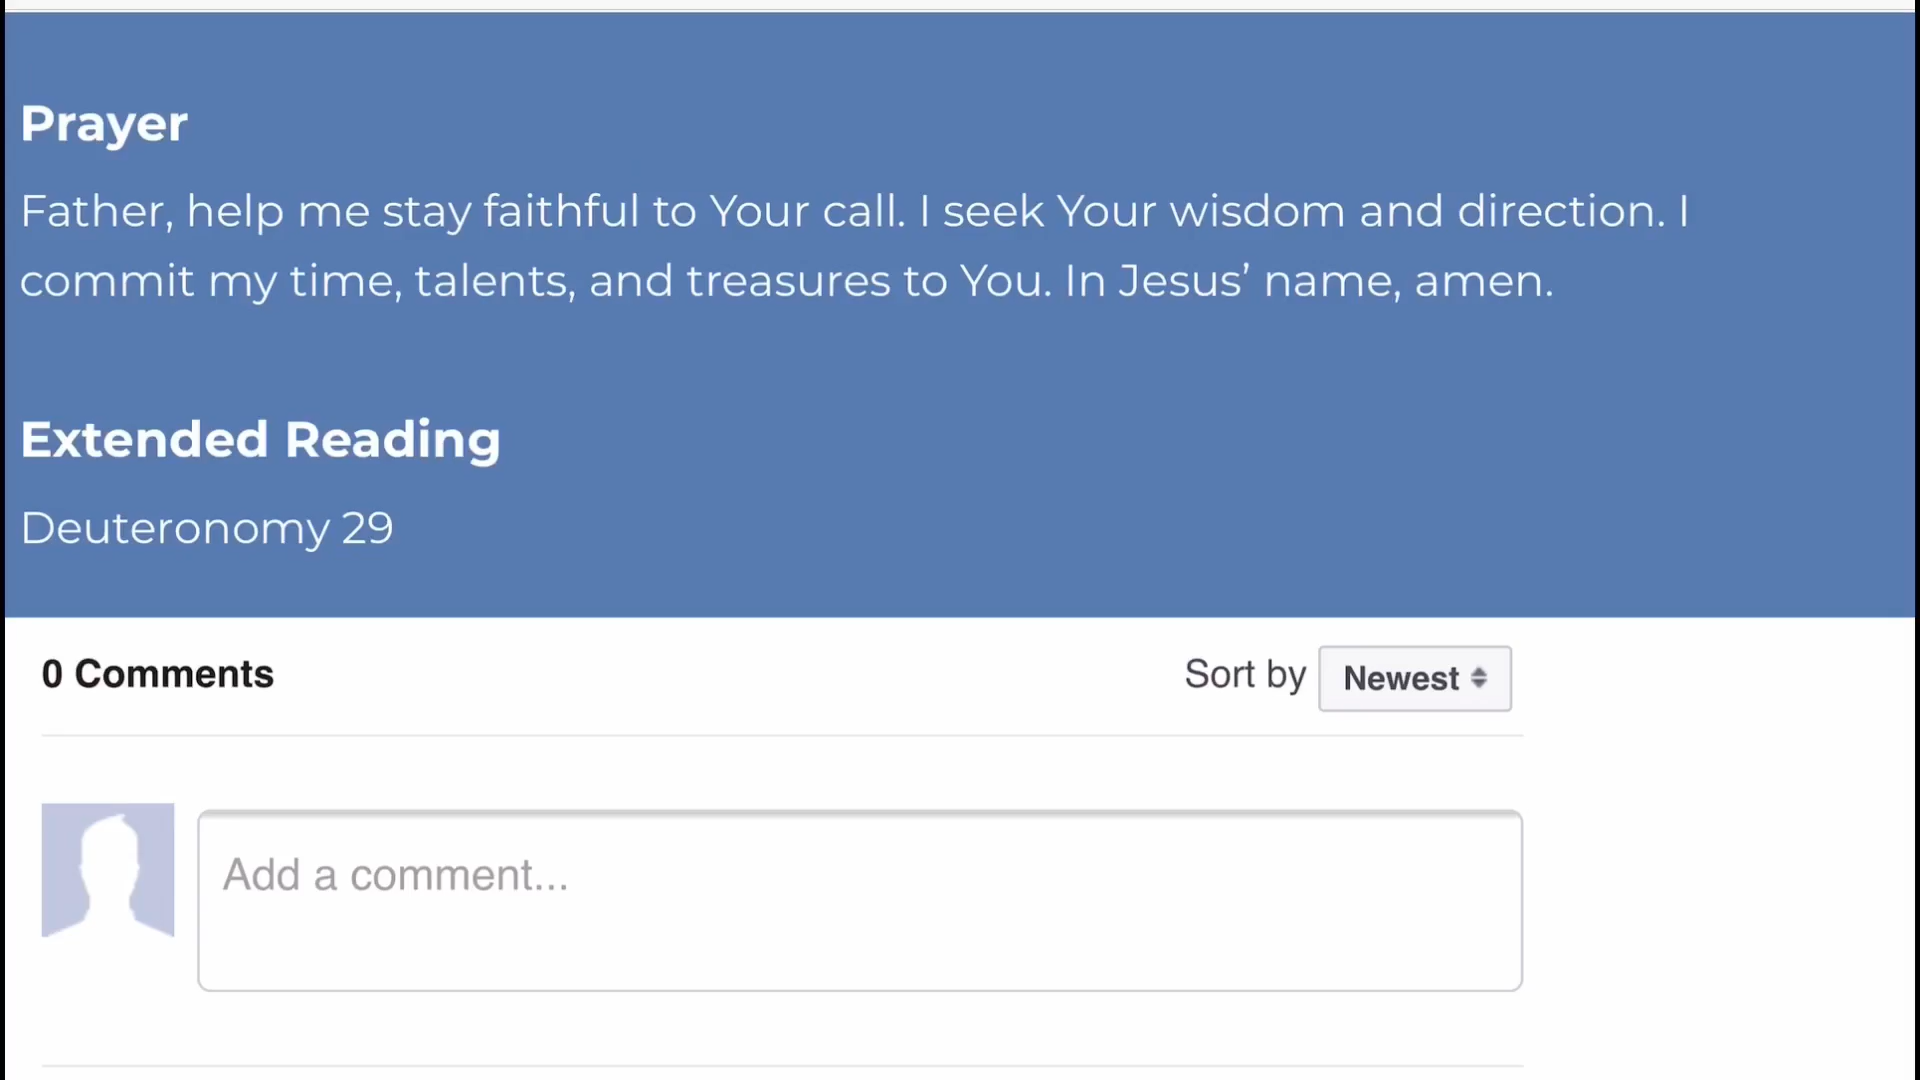 Prayer
Father, help me stay faithful to Your call. I seek Your wisdom and direction. I
commit my time, talents, and treasures to You. In Jesus’ name, amen.
Extended Reading
Deuteronomy 29
0 Comments
Sort by Newest
Add a comment...